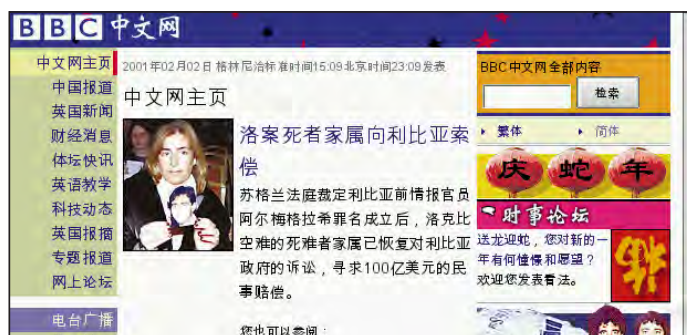 BBC 中文网
中文网主页
中国报道
英国新闻
财经消息
体坛快讯
英语教学
科技动态
英国报摘
专题报道
网上论坛
电台广播
2001年02月02日 格林尼治标准时间15:09北京时间23:09发表
中文网主页
洛案死者家属向利比亚索
偿
苏格兰法庭裁定利比亚前情报官员
阿尔梅格拉希罪名成立后，洛克比
空难的死难者家属已恢复对利比亚
政府的诉讼，寻求100亿美元的民
事赔偿。
您也可以参阅：
BBC中文网全部内容
检索
繁体 简体
庆 蛇 年
时事论坛
送龙迎蛇，您对新的一
年有何憧憬和愿望？
欢迎您发表看法。